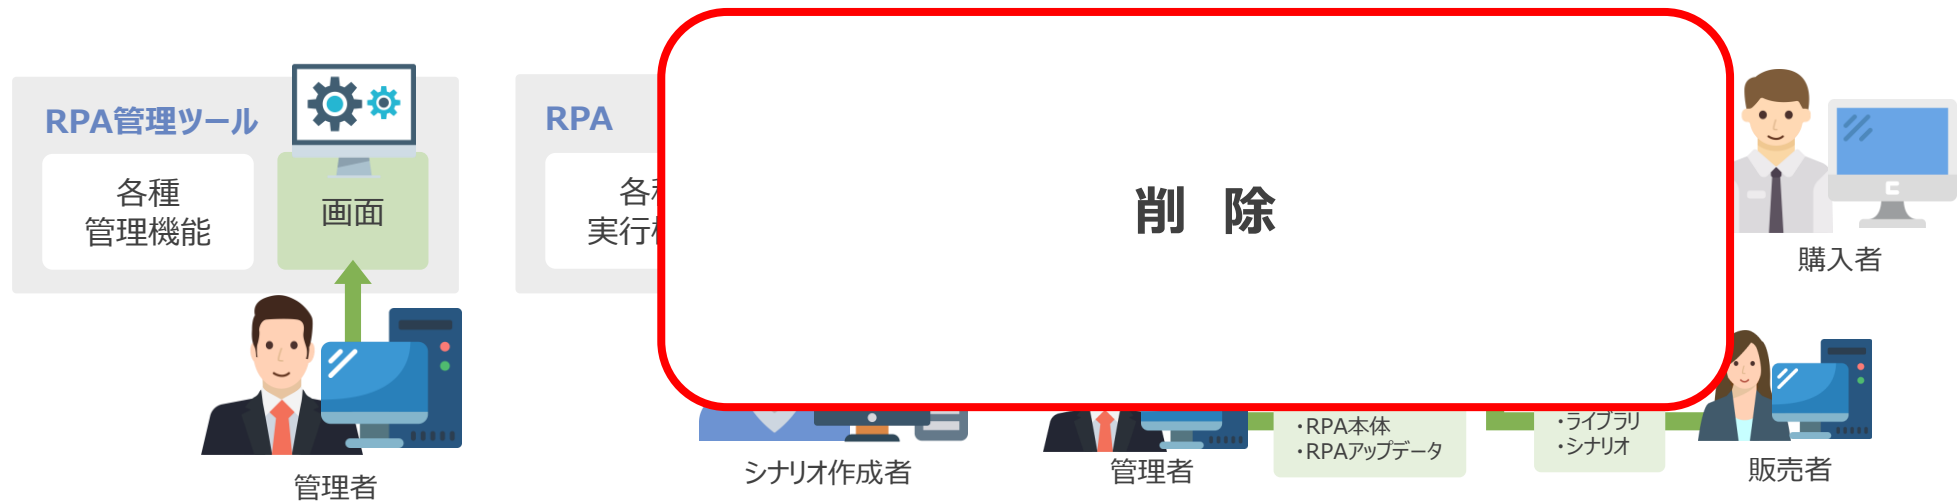 RPA管理ツール
各種
管理機能
画面
管理者
RPA
各
実行
削 除
シナリオ作成者
管理者
・RPA本体
・RPAアップデータ
・ライブラリ
・シナリオ
購入者
販売者